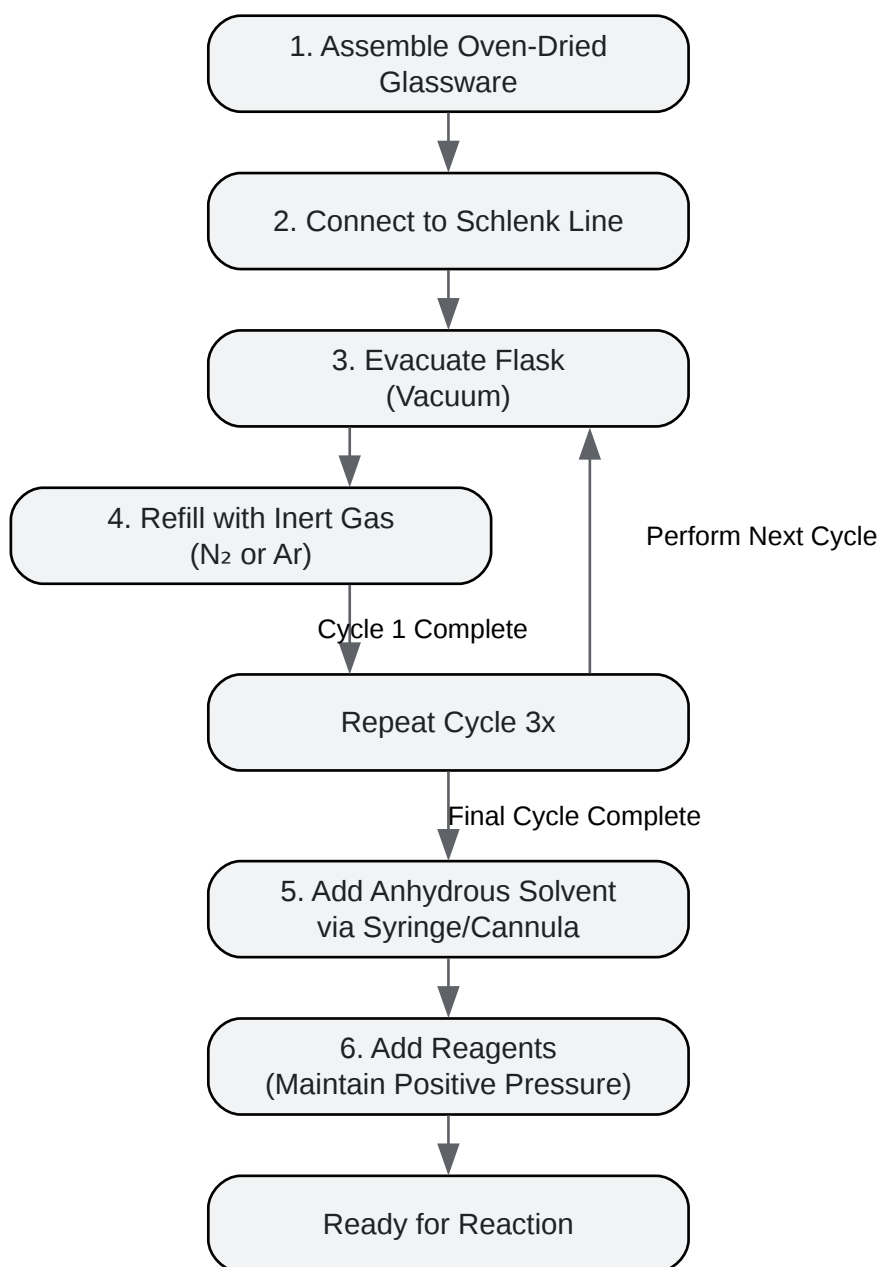 1. Assemble Oven-Dried
Glassware
2. Connect to Schlenk Line
3. Evacuate Flask
(Vacuum)
4. Refill with Inert Gas
(N₂ or Ar)
Perform Next Cycle
Cycle 1 Complete
Repeat Cycle 3x
Final Cycle Complete
5. Add Anhydrous Solvent
via Syringe/Cannula
6. Add Reagents
(Maintain Positive Pressure)
Ready for Reaction